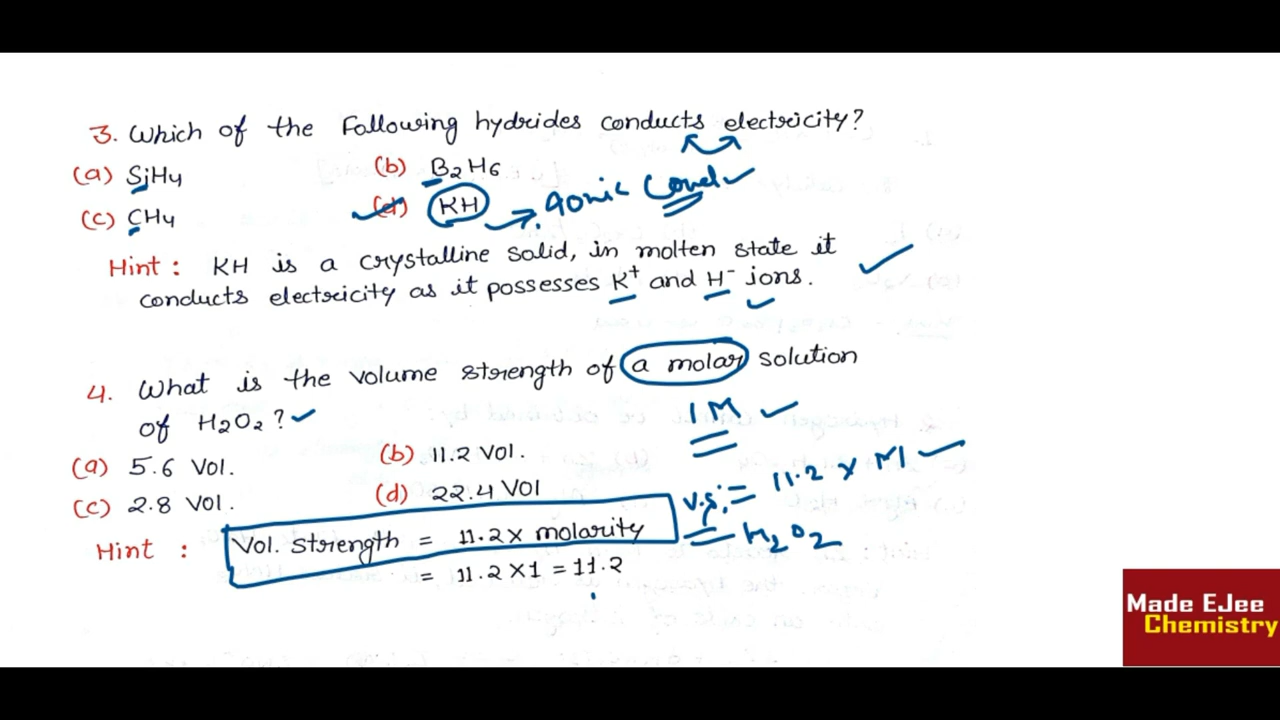 3. Which of the Following hydrides conducts electricity?
(a) SiH4 (b) B2H6
(c) CH4 (d) KH
Hint : KH is a crystalline solid, in molten state it
conducts electricity as it possesses K+ and H- ions.
4. What is the volume strength of a molar solution
of H2O2 ?
1 M
(a) 5.6 Vol. (b) 11.2 Vol.
(c) 2.8 Vol. (d) 22.4 Vol
V.S. = 11.2 x M
H2O2
Hint : Vol. Strength = 11.2 x molarity
= 11.2 x 1 = 11.2
Made EJee
Chemistry